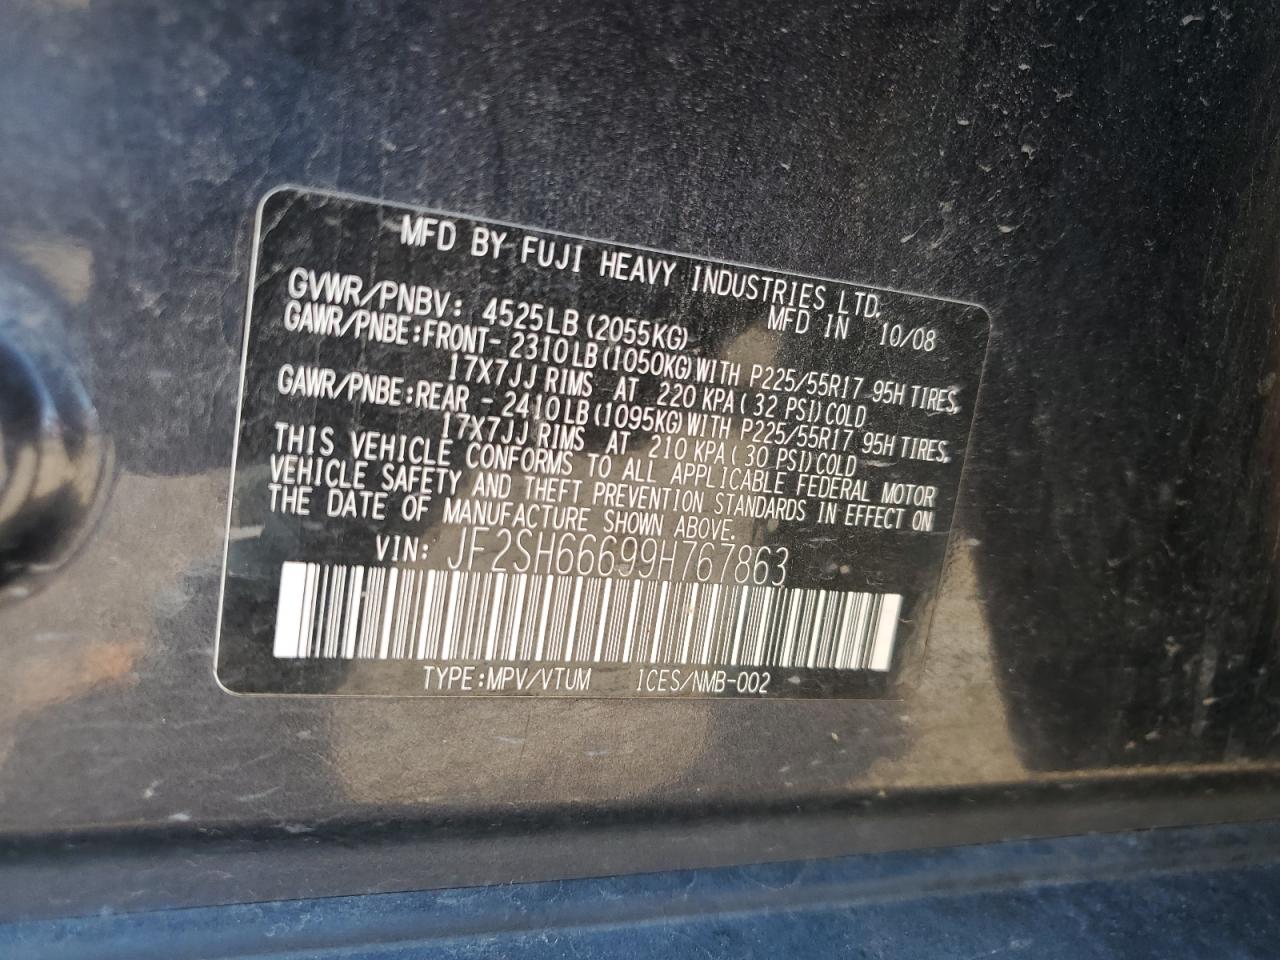 MFD BY FUJI HEAVY INDUSTRIES LTD.
MFD IN 10/08
GVWR/PNBV: 4525LB (2055KG)
GAWR/PNBE:FRONT- 2310LB(1050KG)WITH P225/55R17 95H TIRES,
17X7JJ RIMS AT 220 KPA( 32 PSI)COLD
GAWR/PNBE:REAR - 2410LB(1095KG)WITH P225/55R17 95H TIRES,
17X7JJ RIMS AT 210 KPA( 30 PSI)COLD
THIS VEHICLE CONFORMS TO ALL APPLICABLE FEDERAL MOTOR
VEHICLE SAFETY AND THEFT PREVENTION STANDARDS IN EFFECT ON
THE DATE OF MANUFACTURE SHOWN ABOVE.
VIN: JF2SH66699H767863
TYPE:MPV/VTUM ICES/NMB-002